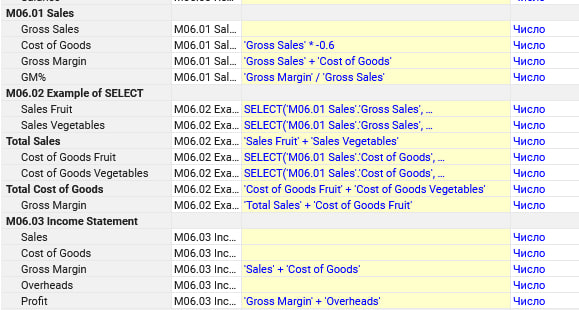 M06.01 Sales
Gross Sales M06.01 Sal... Число
Cost of Goods M06.01 Sal... 'Gross Sales' * -0.6 Число
Gross Margin M06.01 Sal... 'Gross Sales' + 'Cost of Goods' Число
GM% M06.01 Sal... 'Gross Margin' / 'Gross Sales' Число
M06.02 Example of SELECT
Sales Fruit M06.02 Exa... SELECT('M06.01 Sales'.'Gross Sales', ... Число
Sales Vegetables M06.02 Exa... SELECT('M06.01 Sales'.'Gross Sales', ... Число
Total Sales M06.02 Exa... 'Sales Fruit' + 'Sales Vegetables' Число
Cost of Goods Fruit M06.02 Exa... SELECT('M06.01 Sales'.'Cost of Goods', ... Число
Cost of Goods Vegetables M06.02 Exa... SELECT('M06.01 Sales'.'Cost of Goods', ... Число
Total Cost of Goods M06.02 Exa... 'Cost of Goods Fruit' + 'Cost of Goods Vegetables' Число
Gross Margin M06.02 Exa... 'Total Sales' + 'Cost of Goods Fruit' Число
M06.03 Income Statement
Sales M06.03 Inc... Число
Cost of Goods M06.03 Inc... Число
Gross Margin M06.03 Inc... 'Sales' + 'Cost of Goods' Число
Overheads M06.03 Inc... Число
Profit M06.03 Inc... 'Gross Margin' + 'Overheads' Число